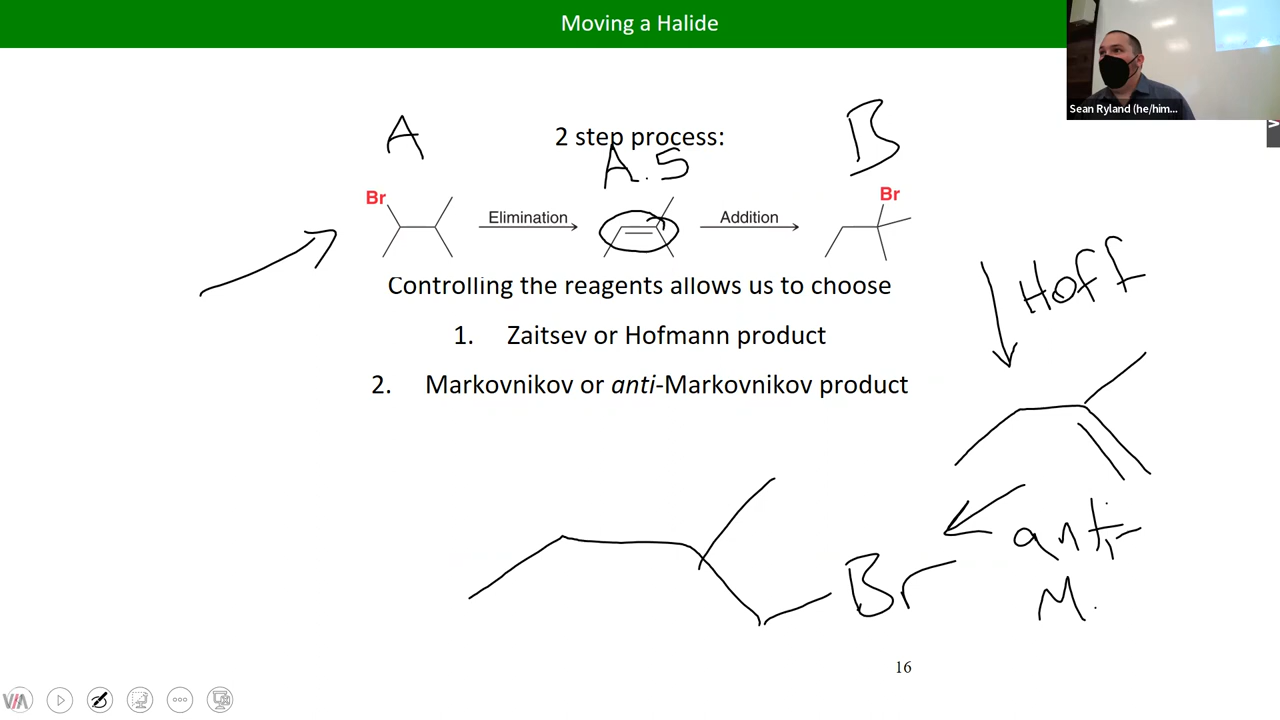 Moving a Halide
Sean Ryland (he/him...
A
2 step process:
A.5
B
Br
Elimination
Addition
Br
Controlling the reagents allows us to choose
1. Zaitsev or Hofmann product
2. Markovnikov or anti-Markovnikov product
Hoff
anti-
M.
Br
16